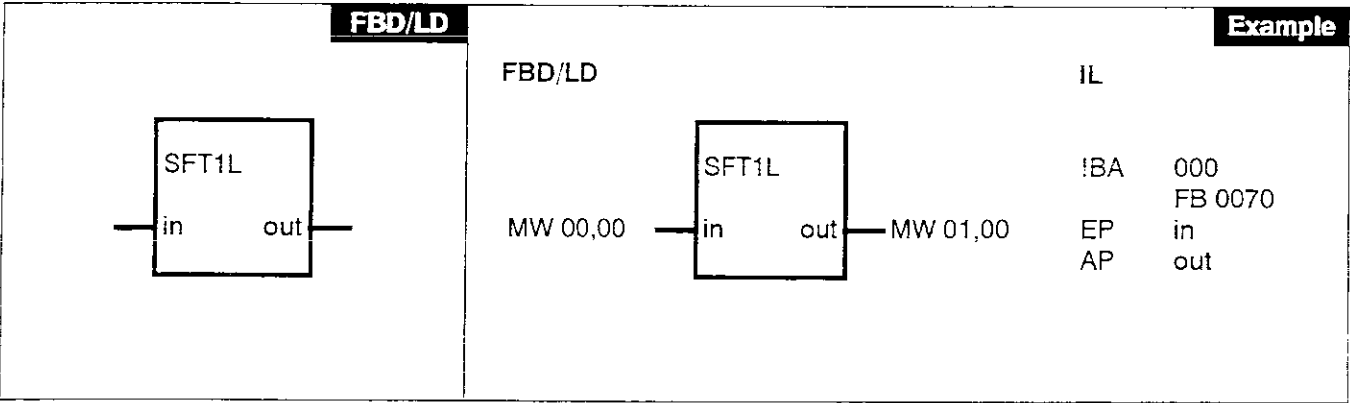 FBD/LD
SFT1L
in out
Example
FBD/LD
SFT1L
MW 00,00 in out MW 01,00
IL
!BA 000
FB 0070
EP in
AP out